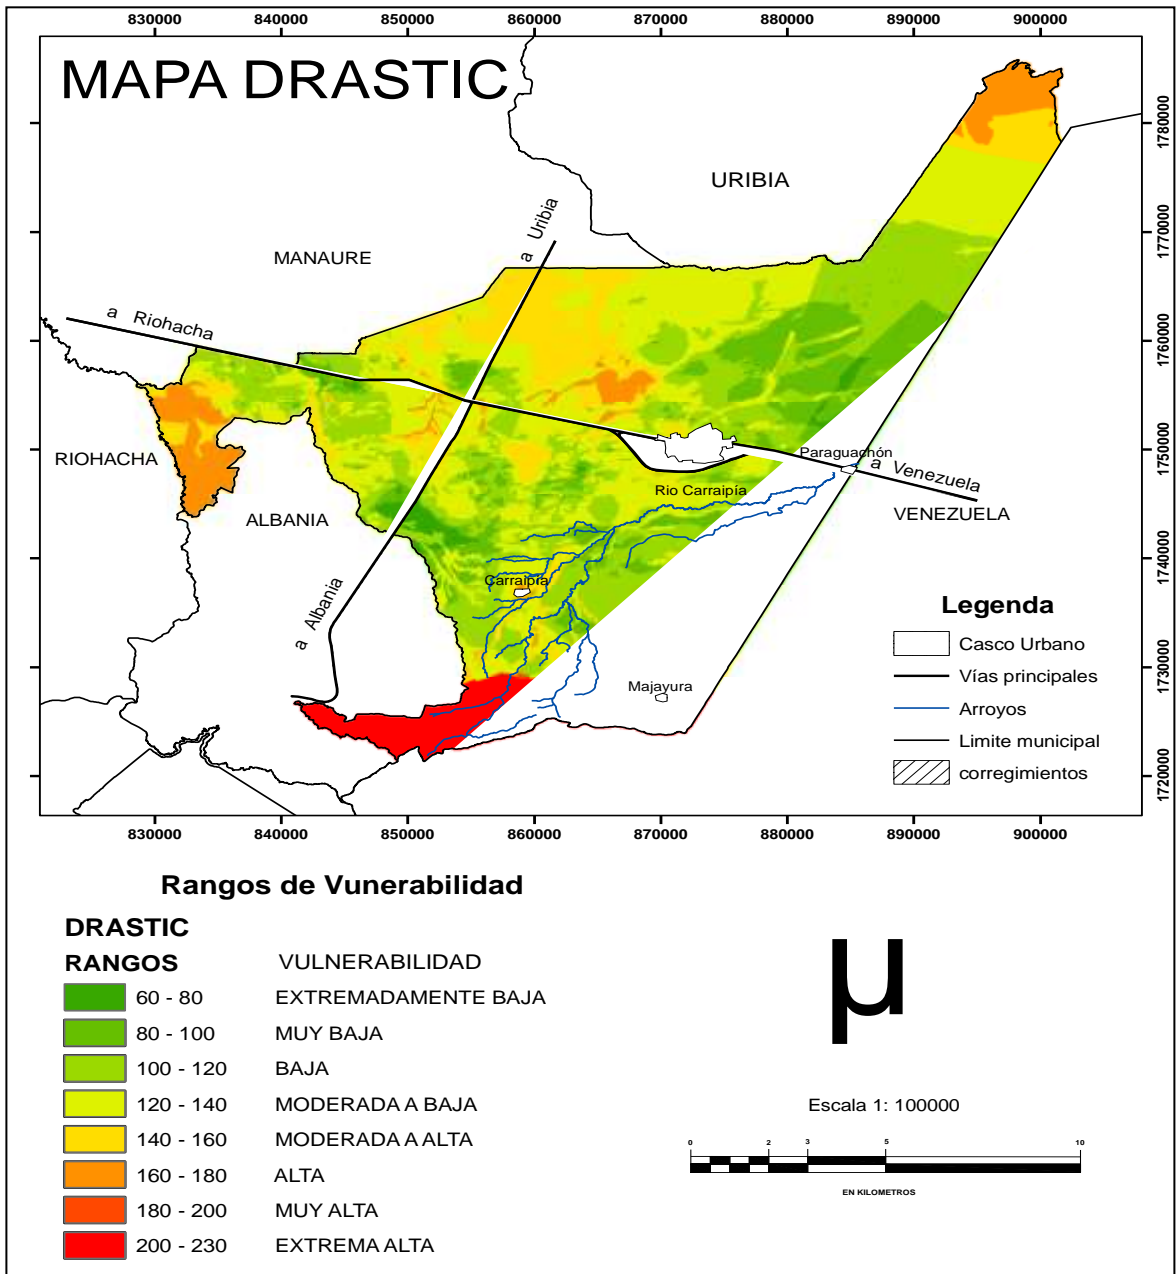 830000 840000 850000 860000 870000 880000 890000 900000
MAPA DRASTIC
1780000
URIBIA
a Uribia
1770000
MANAURE
a Riohacha
1760000
RIOHACHA
Paraguachón
a Venezuela
1750000
Rio Carraipía
VENEZUELA
ALBANIA
Carraipía
1740000
a Albania
Majayura
1730000
1720000
Legenda
Casco Urbano
Vías principales
Arroyos
Limite municipal
corregimientos
830000 840000 850000 860000 870000 880000 890000 900000
Rangos de Vunerabilidad
DRASTIC
RANGOS VULNERABILIDAD
60 - 80 EXTREMADAMENTE BAJA
80 - 100 MUY BAJA
100 - 120 BAJA
120 - 140 MODERADA A BAJA
140 - 160 MODERADA A ALTA
160 - 180 ALTA
180 - 200 MUY ALTA
200 - 230 EXTREMA ALTA
µ
Escala 1: 100000
0 2 3 5 10
EN KILOMETROS